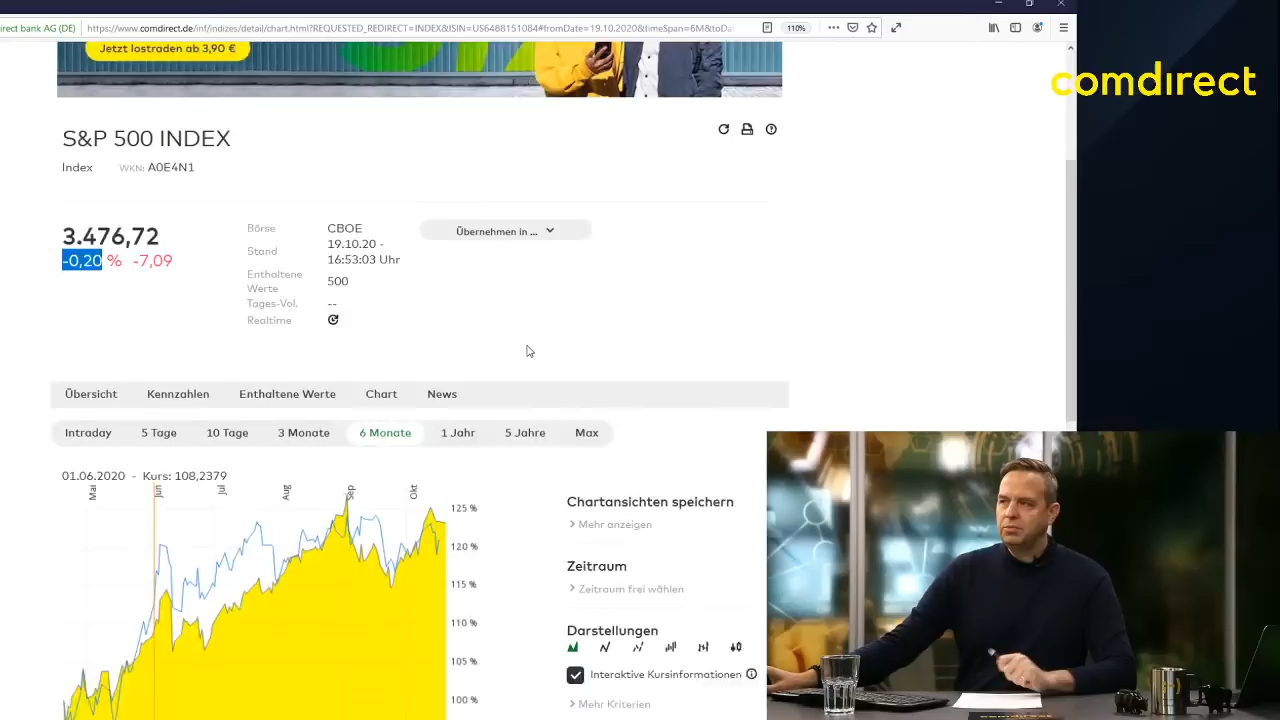 irect bank AG (DE)
https://www.comdirect.de/inf/indizes/detail/chart.html?REQUESTED_REDIRECT=INDEX&ISIN=US6488151084#fromDate=19.10.2020&timeSpan=6M&toDa
110%
Jetzt lostraden ab 3,90 €
comdirect
S&P 500 INDEX
Index WKN: A0E4N1
3.476,72
-0,20 % -7,09
Börse CBOE
Stand 19.10.20 - 16:53:03 Uhr
Enthaltene Werte 500
Tages-Vol. --
Realtime
Übernehmen in ...
Übersicht Kennzahlen Enthaltene Werte Chart News
Intraday 5 Tage 10 Tage 3 Monate 6 Monate 1 Jahr 5 Jahre Max
01.06.2020 - Kurs: 108,2379
Mai Jun Jul Aug Sep Okt
125 %
120 %
115 %
110 %
105 %
100 %
Chartansichten speichern
Mehr anzeigen
Zeitraum
Zeitraum frei wählen
Darstellungen
Interaktive Kursinformationen
Mehr Kriterien